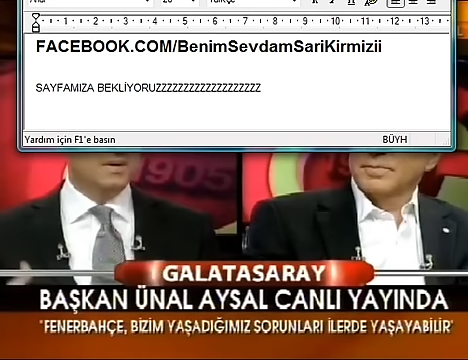 FACEBOOK.COM/BenimSevdamSariKirmizii
SAYFAMIZA BEKLİYORUZZZZZZZZZZZZZZZZZZZZ
Yardım için F1'e basın
BÜYH
1905
GALATASARAY
BAŞKAN ÜNAL AYSAL CANLI YAYINDA
"FENERBAHÇE, BİZİM YAŞADIĞIMIZ SORUNLARI İLERDE YAŞAYABİLİR"